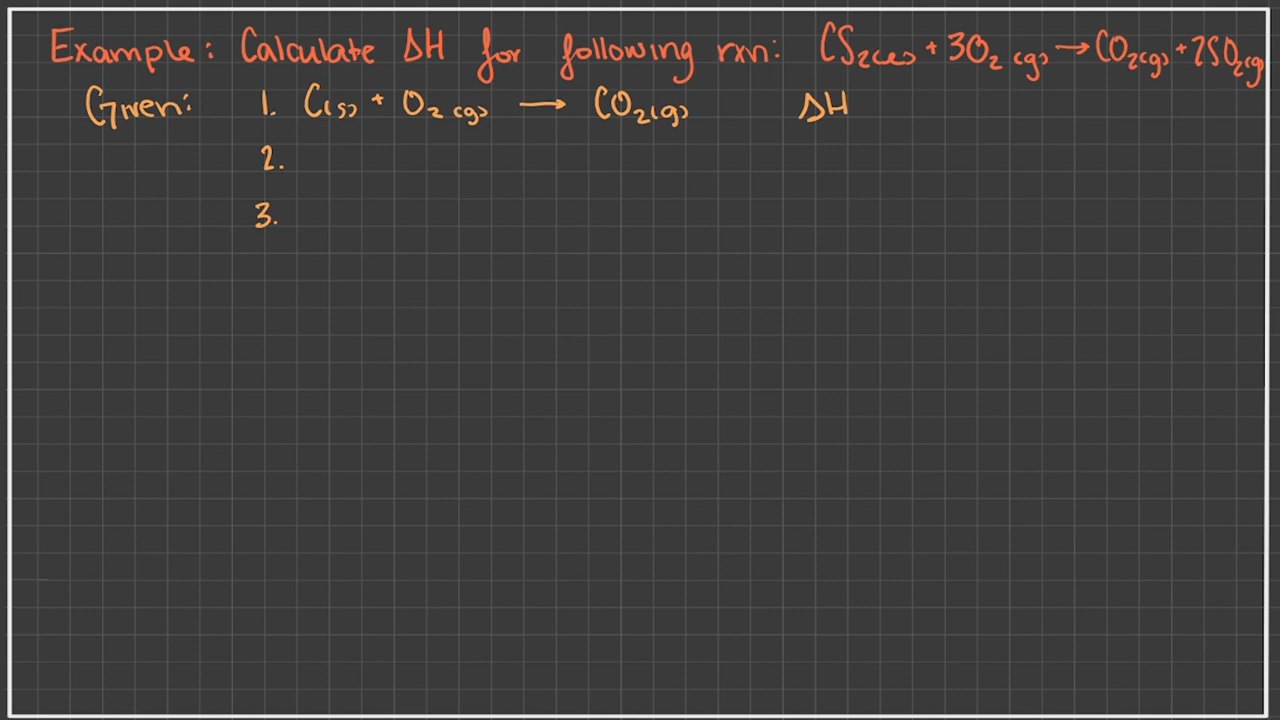 Example: Calculate ΔH for following rxn: CS₂(l) + 3O₂ (g) → CO₂(g) + 2SO₂(g)
Given: 1. C(s) + O₂ (g) → CO₂(g) ΔH
2.
3.